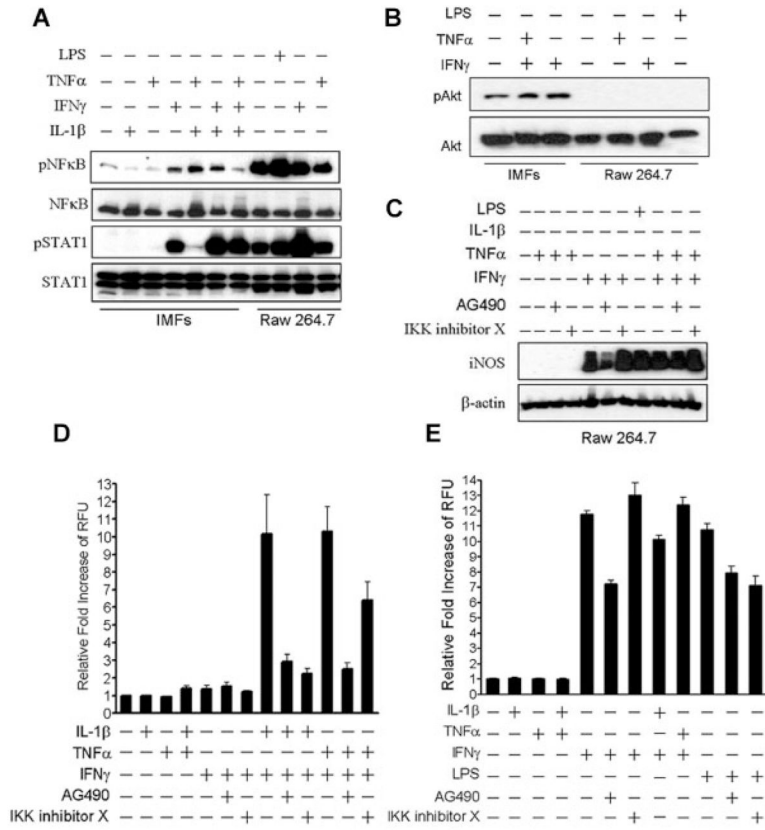 A
LPS − − − − − − − − + − −
TNFα − − + − + − + − − − +
IFNγ − − − + − + + − − + −
IL-1β − + − − + + + − − − −
pNFκB
NFκB
pSTAT1
STAT1
IMFs Raw 264.7
B
LPS − − − − − − +
TNFα − + − − + − −
IFNγ − + + − − + −
pAkt
Akt
IMFs Raw 264.7
C
LPS − − − − − − − + − − −
IL-1β − − − − − − − − − − −
TNFα − + + + − − − − + + +
IFNγ − − − − + + + − + + +
AG490 − − + − − + − − − + −
IKK inhibitor X − − − + − − + − − − +
iNOS
β-actin
Raw 264.7
D
Relative Fold Increase of RFU
13
12
11
10
9
8
7
6
5
4
3
2
1
0
IL-1β − + − + − − − + + + − − −
TNFα − − + + − − − − − − + + +
IFNγ − − − − + + + + + + + + +
AG490 − − − − − + − − + − − + −
IKK inhibitor X − − − − − − + − − + − − +
E
Relative Fold Increase of RFU
14
13
12
11
10
9
8
7
6
5
4
3
2
1
0
IL-1β − + − + − − − + − − − −
TNFα − − + + − − − − + − − −
IFNγ − − − − + + + + + − − −
LPS − − − − − − − − − + + +
AG490 − − − − − + − − − − + −
IKK inhibitor X − − − − − − + − − − − +